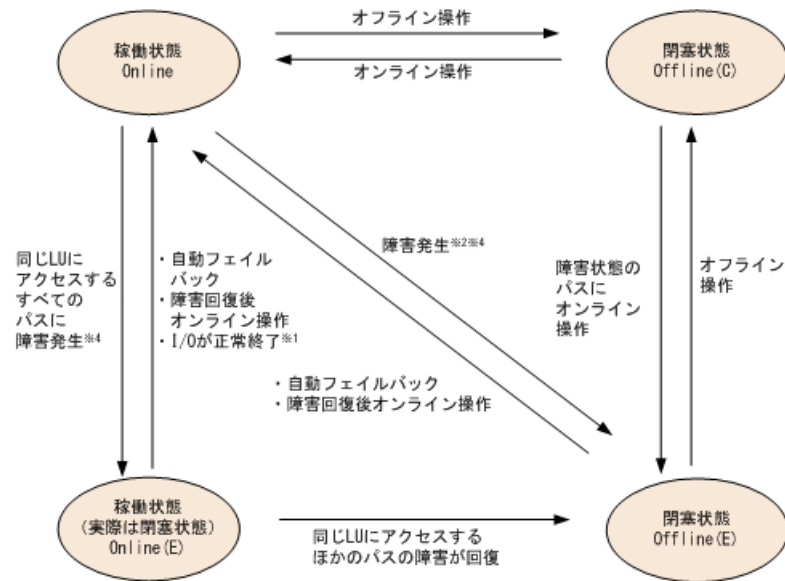 オフライン操作
稼働状態
Online
閉塞状態
Offline(C)
オンライン操作
同じLUに
アクセスする
すべての
パスに
障害発生※4
・自動フェイル
バック
・障害回復後
オンライン操作
・I/Oが正常終了※1
障害発生※2※4
障害状態の
パスに
オンライン
操作
オフライン
操作
・自動フェイルバック
・障害回復後オンライン操作
稼働状態
(実際は閉塞状態)
Online(E)
同じLUにアクセスする
ほかのパスの障害が回復
閉塞状態
Offline(E)